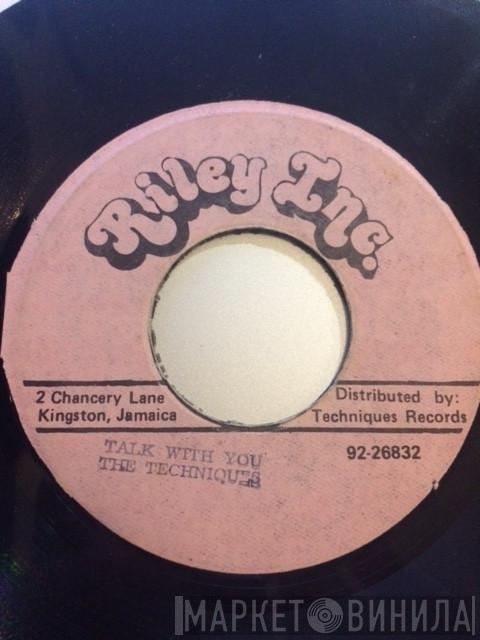 Riley Inc.
2 Chancery Lane
Kingston, Jamaica
Distributed by:
Techniques Records
92-26832
TALK WITH YOU
THE TECHNIQUES
МАРКЕТ ВИНИЛА